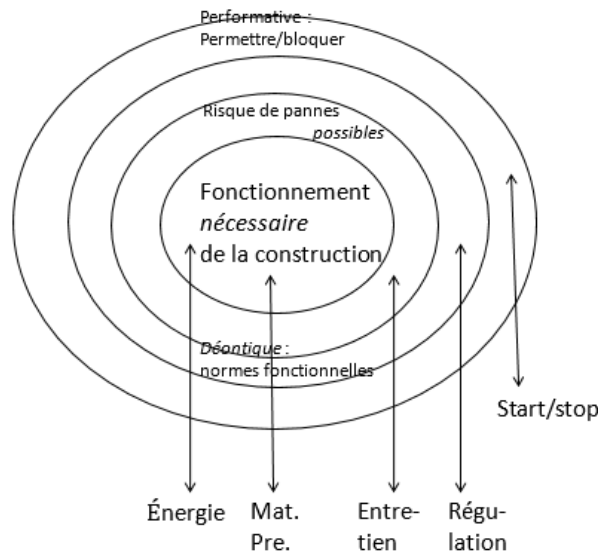 Performative :
Permettre/bloquer
Risque de pannes
possibles
Fonctionnement
nécessaire
de la construction
Déontique :
normes fonctionnelles
Start/stop
Énergie
Mat.
Pre.
Entre-
tien
Régu-
lation